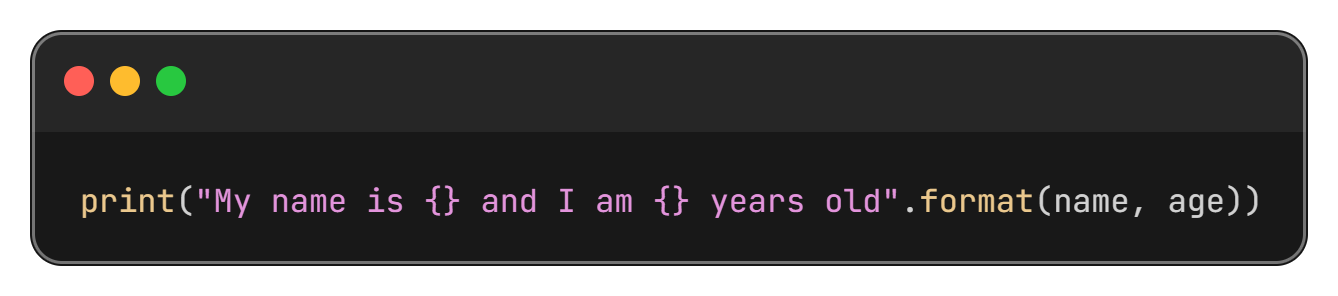 print("My name is {} and I am {} years old".format(name, age))